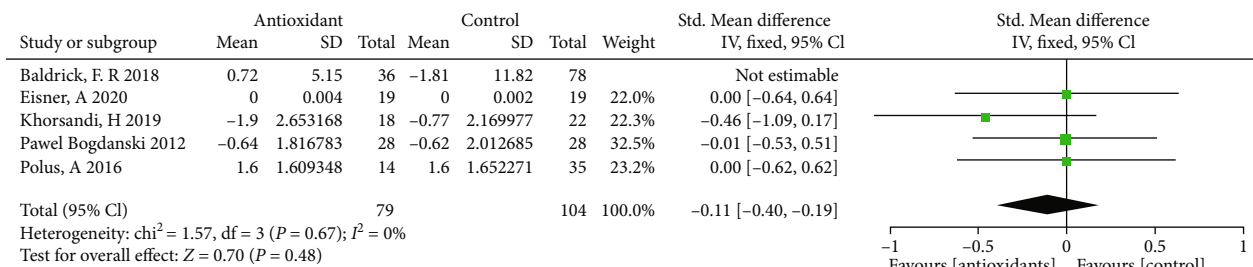 Antioxidant Control Std. Mean difference Std. Mean difference
Study or subgroup Mean SD Total Mean SD Total Weight IV, fixed, 95% Cl IV, fixed, 95% Cl
Baldrick, F. R 2018 0.72 5.15 36 –1.81 11.82 78 Not estimable
Eisner, A 2020 0 0.004 19 0 0.002 19 22.0% 0.00 [–0.64, 0.64]
Khorsandi, H 2019 –1.9 2.653168 18 –0.77 2.169977 22 22.3% –0.46 [–1.09, 0.17]
Pawel Bogdanski 2012 –0.64 1.816783 28 –0.62 2.012685 28 32.5% –0.01 [–0.53, 0.51]
Polus, A 2016 1.6 1.609348 14 1.6 1.652271 35 23.2% 0.00 [–0.62, 0.62]
Total (95% Cl) 79 104 100.0% –0.11 [–0.40, –0.19]
Heterogeneity: chi² = 1.57, df = 3 (P = 0.67); I² = 0%
Test for overall effect: Z = 0.70 (P = 0.48)
–1 –0.5 0 0.5 1
Favours [antioxidants] Favours [control]